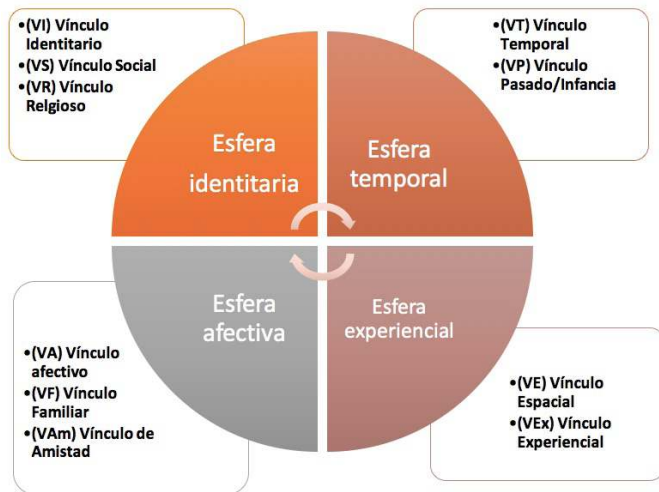 •(VI) Vínculo
Identitario
•(VS) Vínculo Social
•(VR) Vínculo
Relgioso
Esfera
identitaria
•(VT) Vínculo
Temporal
•(VP) Vínculo
Pasado/Infancia
Esfera
temporal
Esfera
afectiva
•(VA) Vínculo
afectivo
•(VF) Vínculo
Familiar
•(VAm) Vínculo de
Amistad
Esfera
experiencial
•(VE) Vínculo
Espacial
•(VEx) Vínculo
Experiencial